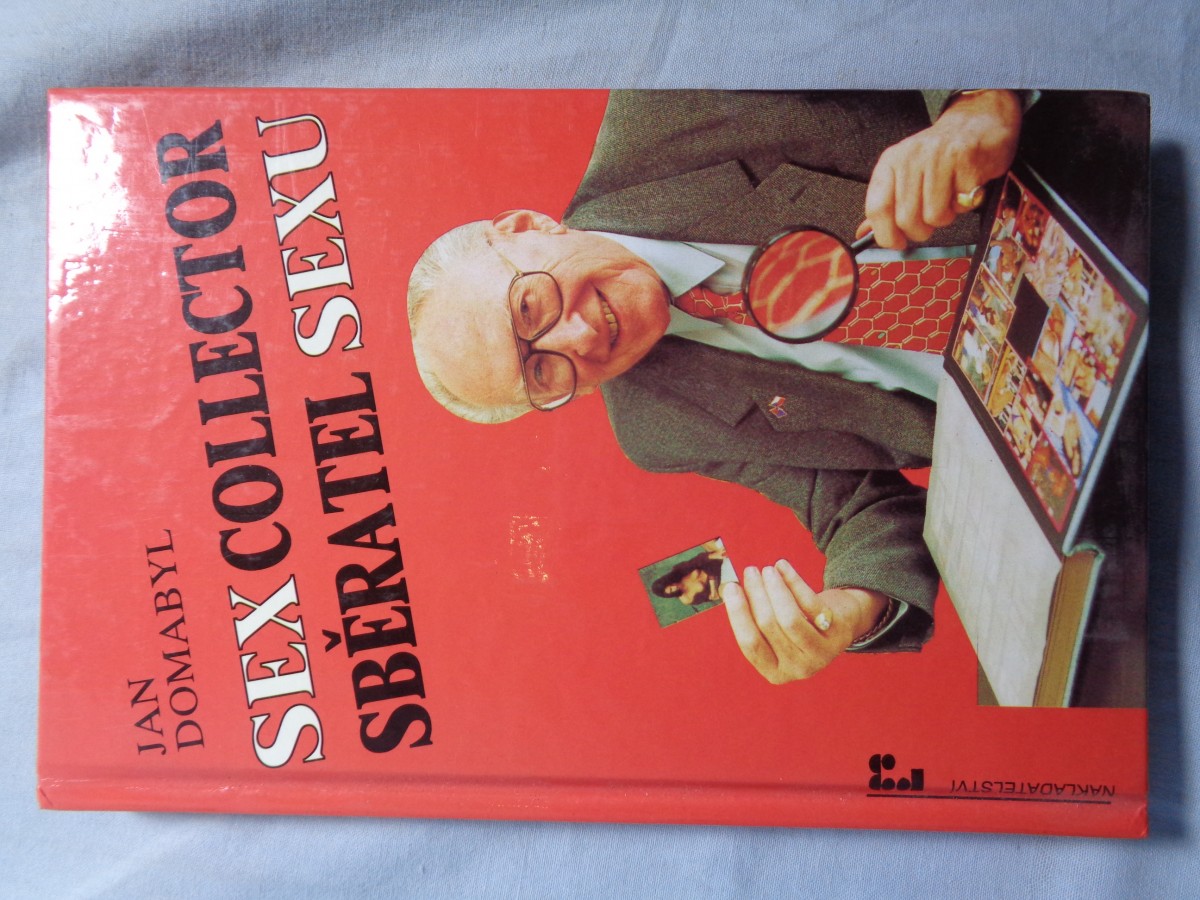 JAN
DOMABYL
SEX COLLECTOR
SBĚRATEL SEXU
NAKLADATELSTVÍ